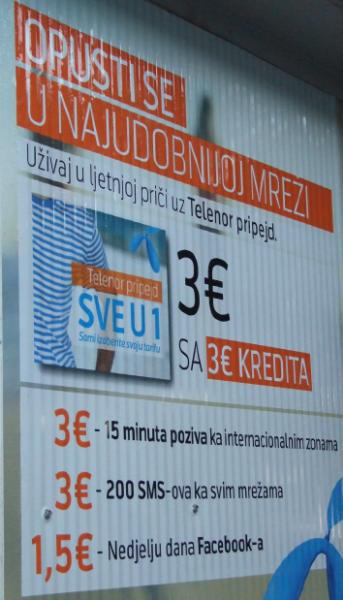 OPUSTI SE
U NAJUDOBNIJOJ MREŽI
Uživaj u ljetnjoj priči uz Telenor pripejd.
Telenor pripejd
SVE U 1
Sami izaberite svoju tarifu
3€
SA 3€ KREDITA
3€ - 15 minuta poziva ka internacionalnim zonama
3€ - 200 SMS-ova ka svim mrežama
1,5€ - Nedjelju dana Facebook-a